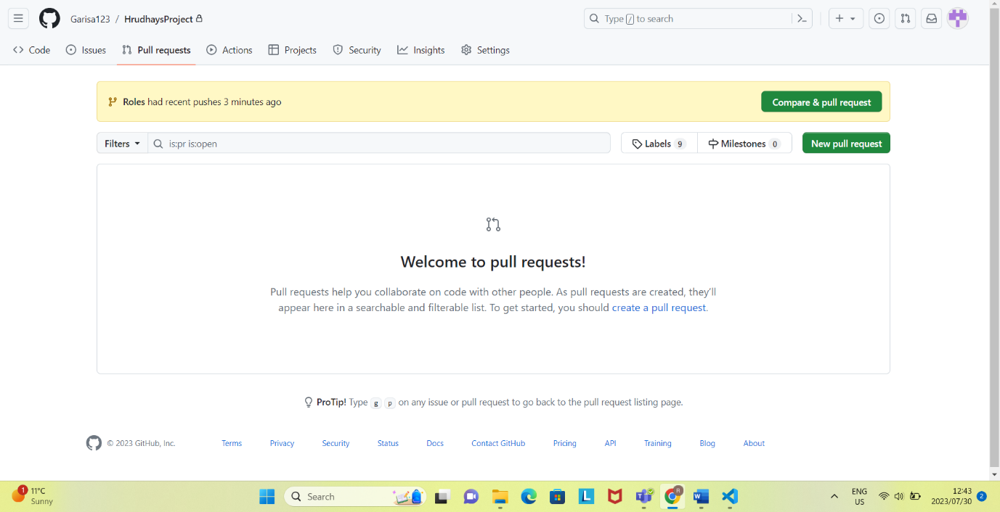 Garisa123 / HrudhaysProject
Type / to search
Code Issues Pull requests Actions Projects Security Insights Settings
Roles had recent pushes 3 minutes ago
Compare & pull request
Filters is:pr is:open Labels 9 Milestones 0 New pull request
Welcome to pull requests!
Pull requests help you collaborate on code with other people. As pull requests are created, they’ll
appear here in a searchable and filterable list. To get started, you should create a pull request.
ProTip! Type g p on any issue or pull request to go back to the pull request listing page.
© 2023 GitHub, Inc. Terms Privacy Security Status Docs Contact GitHub Pricing API Training Blog About
1 11°C
Sunny
Search
L
T
R
W
ENG
US
12:43
2023/07/30
2